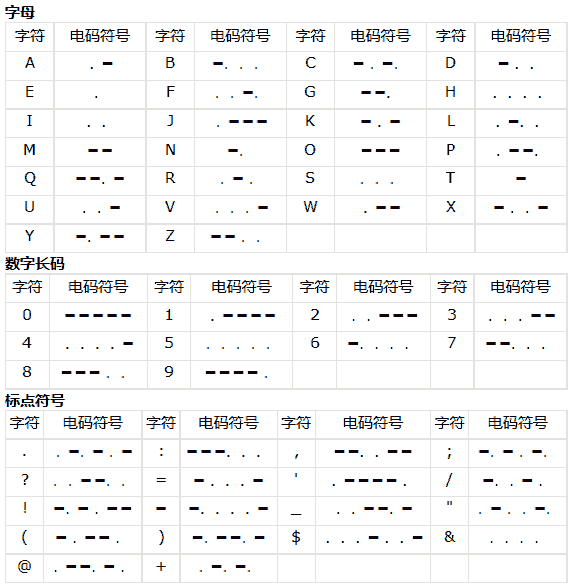 字母
字符 电码符号 字符 电码符号 字符 电码符号 字符 电码符号
A . ━ B ━ . . . C ━ . ━ . D ━ . .
E . F . . ━ . G ━ ━ . H . . . .
I . . J . ━ ━ ━ K ━ . ━ L . ━ . .
M ━ ━ N ━ . O ━ ━ ━ P . ━ ━ .
Q ━ ━ . ━ R . ━ . S . . . T ━
U . . ━ V . . . ━ W . ━ ━ X ━ . . ━
Y ━ . ━ ━ Z ━ ━ . .
数字长码
字符 电码符号 字符 电码符号 字符 电码符号 字符 电码符号
0 ━ ━ ━ ━ ━ 1 . ━ ━ ━ ━ 2 . . ━ ━ ━ 3 . . . ━ ━
4 . . . . ━ 5 . . . . . 6 ━ . . . . 7 ━ ━ . . .
8 ━ ━ ━ . . 9 ━ ━ ━ ━ .
标点符号
字符 电码符号 字符 电码符号 字符 电码符号 字符 电码符号
. . ━ . ━ . ━ : ━ ━ ━ . . . , ━ ━ . . ━ ━ ; ━ . ━ . ━ .
? . . ━ ━ . . = ━ . . . ━ ' . ━ ━ ━ ━ . / ━ . . ━ .
! ━ . ━ . ━ ━ ━ ━ . . . . ━ _ . . ━ ━ . ━ " . ━ . . ━ .
( ━ . ━ ━ . ) ━ . ━ ━ . ━ $ . . . ━ . . ━ & . . . .
@ . ━ ━ . ━ . + . ━ . ━ .